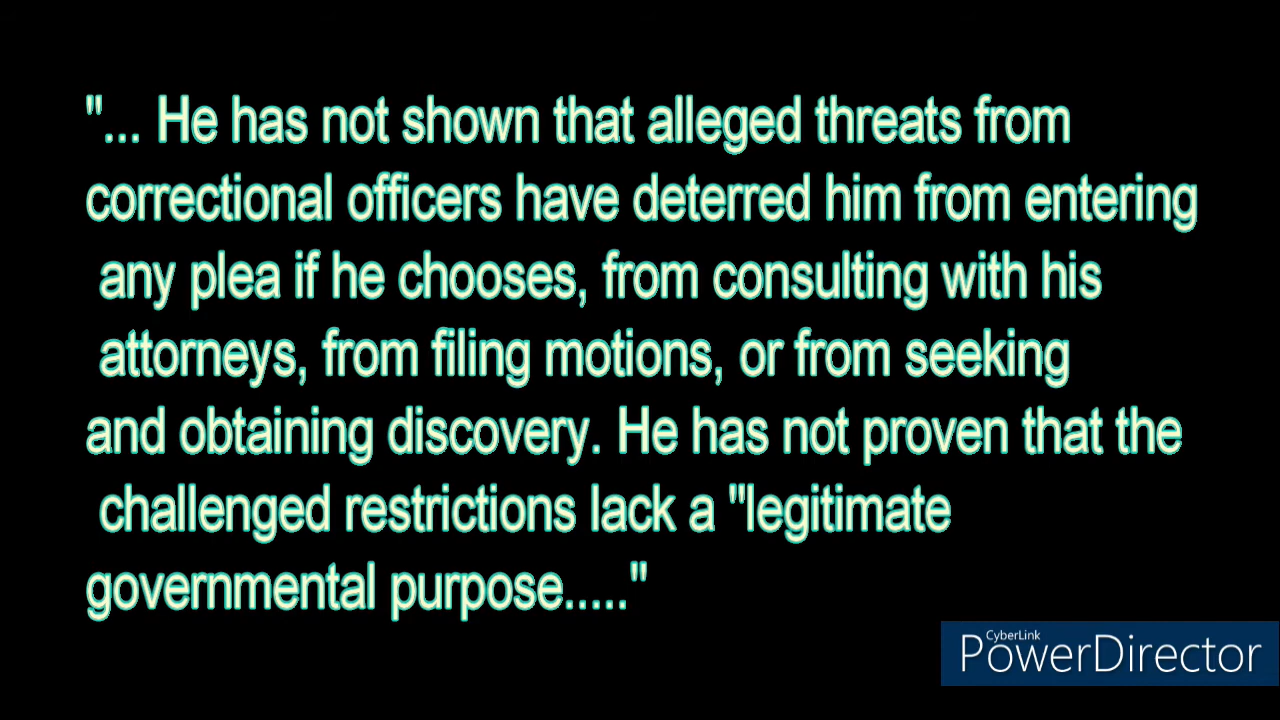 "... He has not shown that alleged threats from
correctional officers have deterred him from entering
any plea if he chooses, from consulting with his
attorneys, from filing motions, or from seeking
and obtaining discovery. He has not proven that the
challenged restrictions lack a "legitimate
governmental purpose....."
CyberLink
PowerDirector